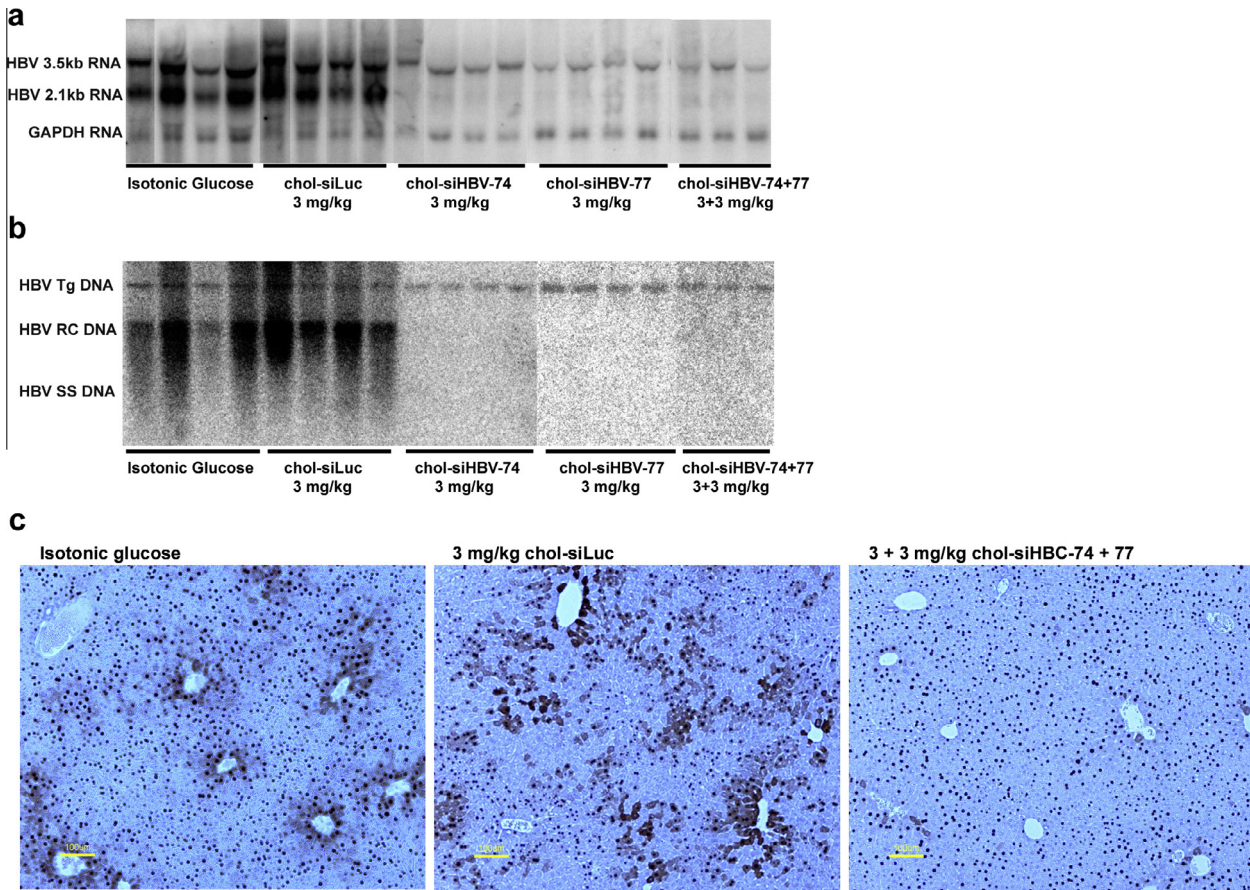 a
HBV 3.5kb RNA
HBV 2.1kb RNA
GAPDH RNA
Isotonic Glucose
chol-siLuc
3 mg/kg
chol-siHBV-74
3 mg/kg
chol-siHBV-77
3 mg/kg
chol-siHBV-74+77
3+3 mg/kg
b
HBV Tg DNA
HBV RC DNA
HBV SS DNA
Isotonic Glucose
chol-siLuc
3 mg/kg
chol-siHBV-74
3 mg/kg
chol-siHBV-77
3 mg/kg
chol-siHBV-74+77
3+3 mg/kg
c
Isotonic glucose
3 mg/kg chol-siLuc
3 + 3 mg/kg chol-siHBC-74 + 77
100um
100um
100um